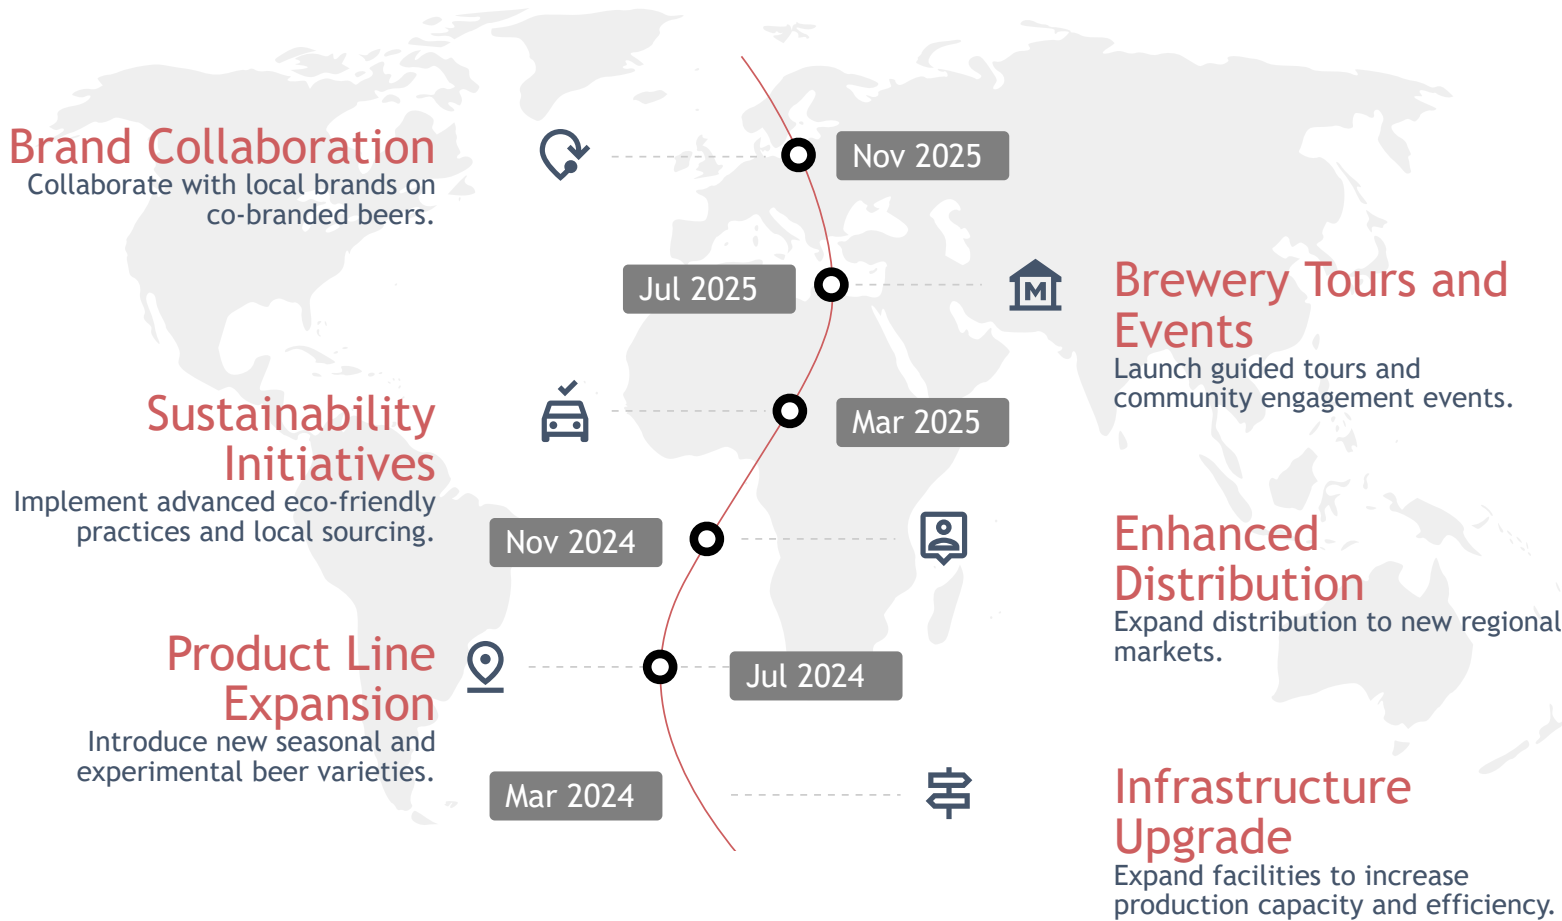 Brand Collaboration
Collaborate with local brands on
co-branded beers.
Nov 2025
Jul 2025
M
Brewery Tours and
Events
Launch guided tours and
community engagement events.
Sustainability
Initiatives
Implement advanced eco-friendly
practices and local sourcing.
Mar 2025
Nov 2024
Enhanced
Distribution
Expand distribution to new regional
markets.
Product Line
Expansion
Introduce new seasonal and
experimental beer varieties.
Jul 2024
Mar 2024
Infrastructure
Upgrade
Expand facilities to increase
production capacity and efficiency.